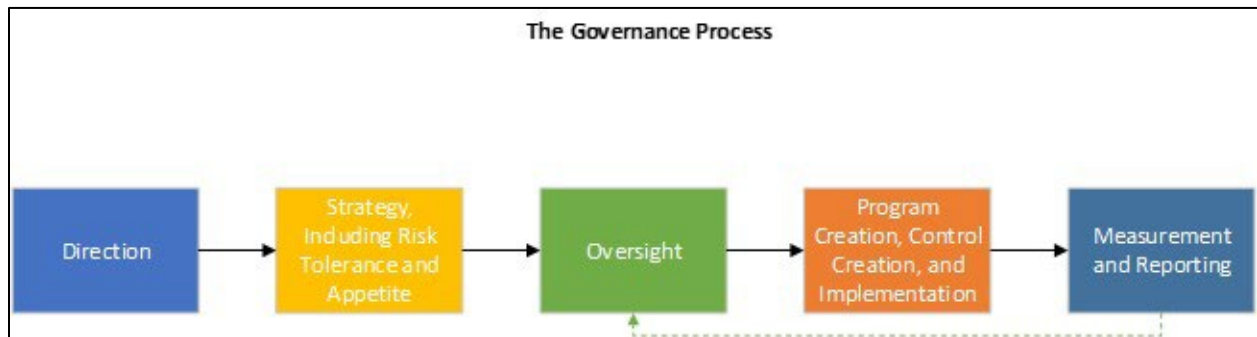 The Governance Process
Direction
Strategy,
Including Risk
Tolerance and
Appetite
Oversight
Program
Creation, Control
Creation, and
Implementation
Measurement
and Reporting